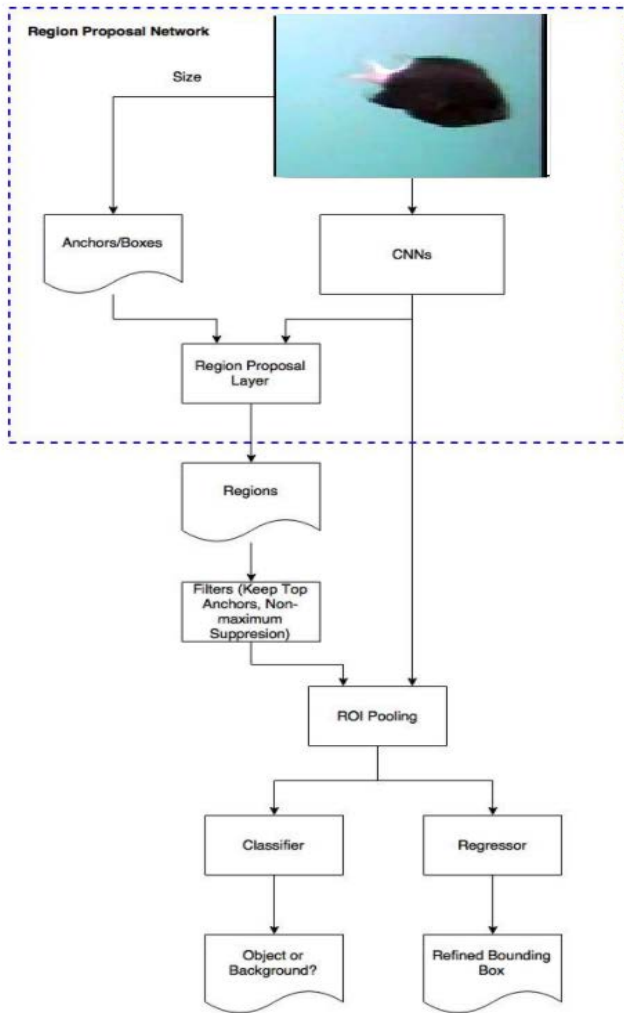 Region Proposal Network
Size
Anchors/Boxes
CNNs
Region Proposal
Layer
Regions
Filters (Keep Top
Anchors, Non-
maximum
Suppresion)
ROI Pooling
Classifier
Regressor
Object or
Background?
Refined Bounding
Box